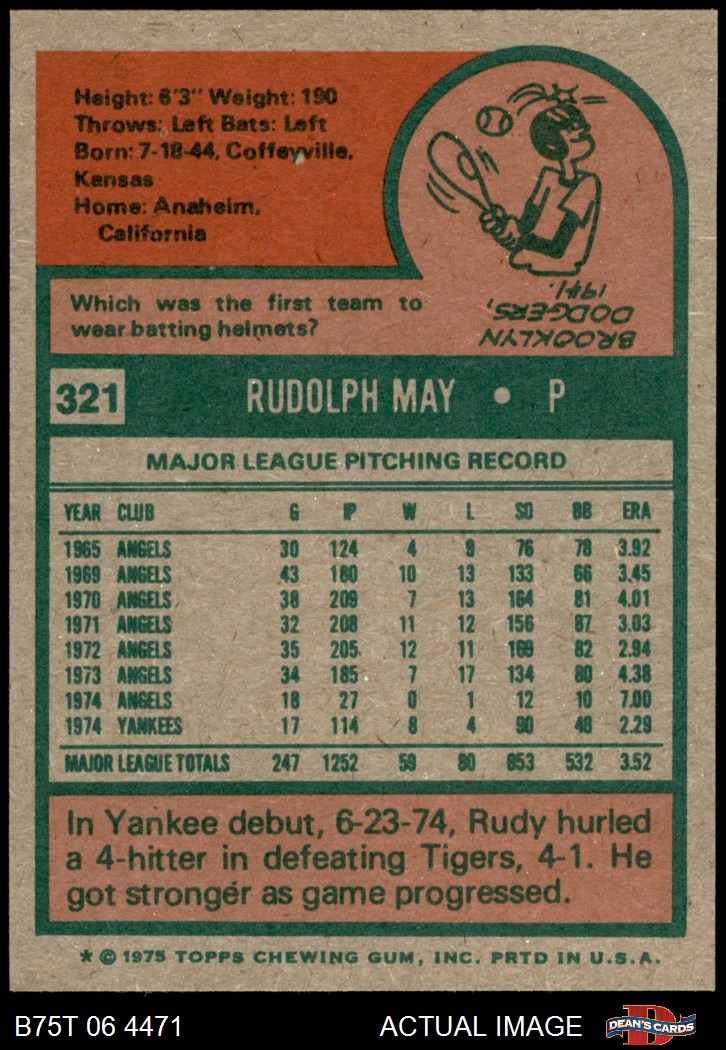 Height: 6'3" Weight: 190
Throws: Left Bats: Left
Born: 7-18-44, Coffeyville,
Kansas
Home: Anaheim,
California
Which was the first team to
wear batting helmets?
BROOKLYN
DODGERS,
1941.
321 RUDOLPH MAY • P
MAJOR LEAGUE PITCHING RECORD
YEAR CLUB G IP W L SO BB ERA
1965 ANGELS 30 124 4 9 76 78 3.92
1969 ANGELS 43 180 10 13 133 66 3.45
1970 ANGELS 38 209 7 13 164 81 4.01
1971 ANGELS 32 208 11 12 156 87 3.03
1972 ANGELS 35 205 12 11 169 82 2.94
1973 ANGELS 34 185 7 17 134 80 4.38
1974 ANGELS 18 27 0 1 12 10 7.00
1974 YANKEES 17 114 8 4 90 48 2.29
MAJOR LEAGUE TOTALS 247 1252 59 80 853 532 3.52
In Yankee debut, 6-23-74, Rudy hurled
a 4-hitter in defeating Tigers, 4-1. He
got stronger as game progressed.
* © 1975 TOPPS CHEWING GUM, INC. PRTD IN U.S.A.
B75T 06 4471 ACTUAL IMAGE D DEAN'S CARDS